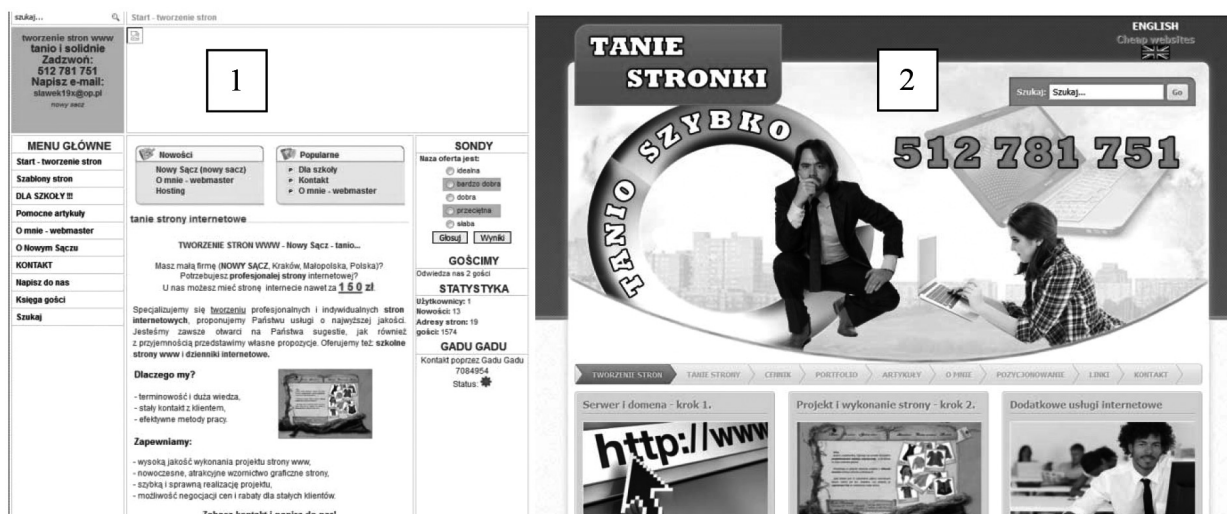 szukaj...
Start - tworzenie stron
tworzenie stron www
tanio i solidnie
Zadzwoń:
512 781 751
Napisz e-mail:
slawek19x@op.pl
nowy sacz
1
MENU GŁÓWNE
Start - tworzenie stron
Szablony stron
DLA SZKOŁY !!!
Pomocne artykuły
O mnie - webmaster
O Nowym Sączu
KONTAKT
Napisz do nas
Księga gości
Szukaj
Nowości
Nowy Sącz (nowy sacz)
O mnie - webmaster
Hosting
Popularne
Dla szkoły
Kontakt
O mnie - webmaster
tanie strony internetowe
TWORZENIE STRON WWW - Nowy Sącz - tanio...
Masz małą firmę (NOWY SĄCZ, Kraków, Małopolska, Polska)?
Potrzebujesz profesjonalej strony internetowej?
U nas możesz mieć stronę internecie nawet za 1 5 0 zł.
Specjalizujemy się tworzeniu profesjonalnych i indywidualnych stron
internetowych, proponujemy Państwu usługi o najwyższej jakości.
Jesteśmy zawsze otwarci na Państwa sugestie, jak również
z przyjemnością przedstawimy własne propozycje. Oferujemy też: szkolne
strony www i dzienniki internetowe.
Dlaczego my?
- terminowość i duża wiedza,
- stały kontakt z klientem,
- efektywne metody pracy.
Zapewniamy:
- wysoką jakość wykonania projektu strony www,
- nowoczesne, atrakcyjne wzornictwo graficzne strony,
- szybką i sprawną realizację projektu,
- możliwość negocjacji cen i rabaty dla stałych klientów.
Zobacz kontakt i napisz do nas!
SONDY
Naza oferta jest:
idealna
bardzo dobra
dobra
przeciętna
słaba
Głosuj Wyniki
GOŚCIMY
Odwiedza nas 2 gości
STATYSTYKA
Użytkownicy: 1
Nowości: 13
Adresy stron: 19
gości: 1574
GADU GADU
Kontakt poprzez Gadu Gadu
7084954
Status:
TANIE
STRONKI
2
ENGLISH
Cheap websites
Szukaj: Szukaj... Go
TANIO SZYBKO
512 781 751
TWORZENIE STRON TANIE STRONY CENNIK PORTFOLIO ARTYKUŁY O MNIE POZYCJONOWANIE LINKI KONTAKT
Serwer i domena - krok 1.
Projekt i wykonanie strony - krok 2.
Dodatkowe usługi internetowe
http://www